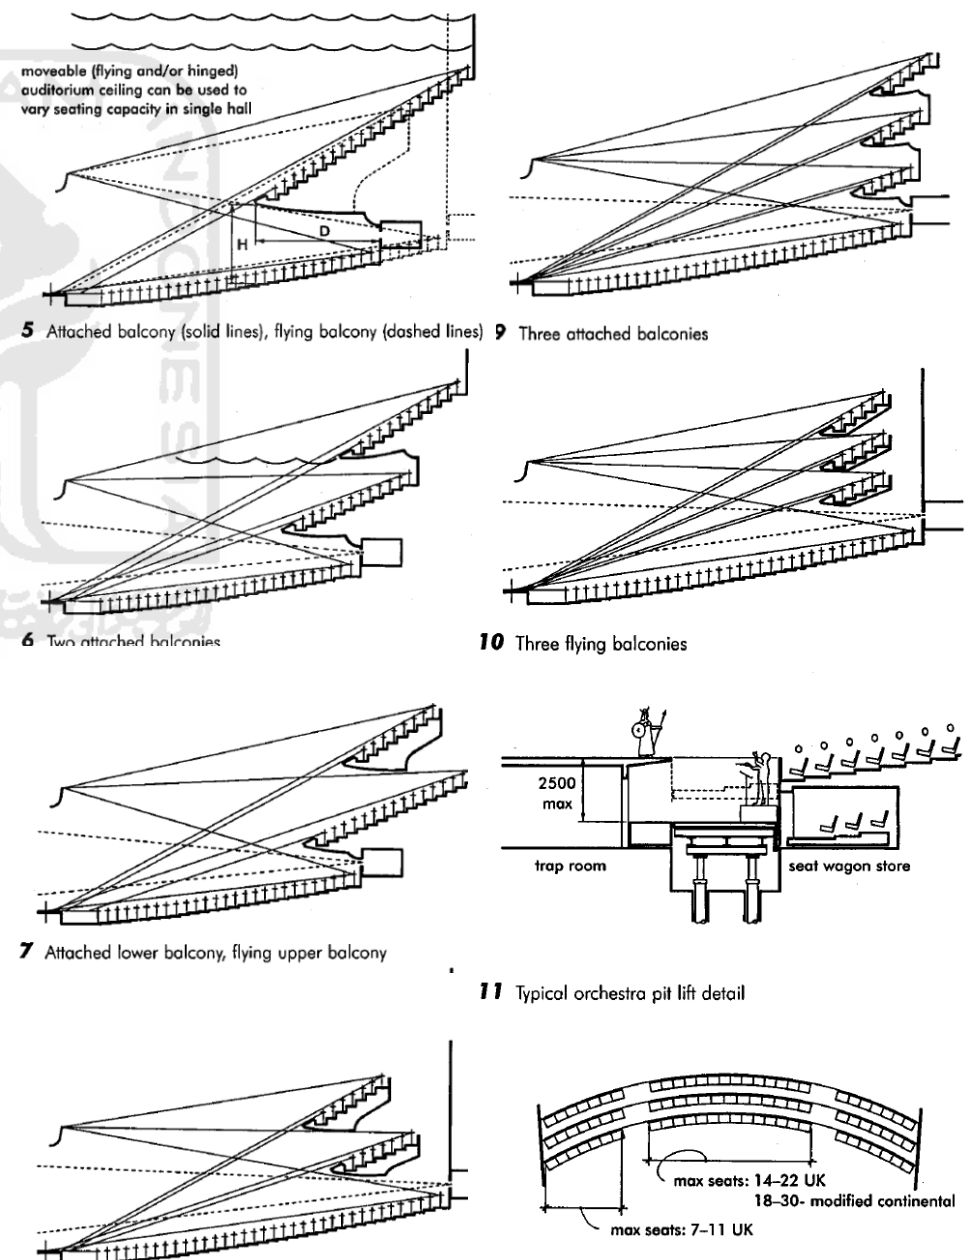 moveable (flying and/or hinged)
auditorium ceiling can be used to
vary seating capacity in single hall
H
D
5 Attached balcony (solid lines), flying balcony (dashed lines)
9 Three attached balconies
6 Two attached balconies
10 Three flying balconies
7 Attached lower balcony, flying upper balcony
2500
max
trap room
seat wagon store
11 Typical orchestra pit lift detail
max seats: 14–22 UK
18–30- modified continental
max seats: 7–11 UK